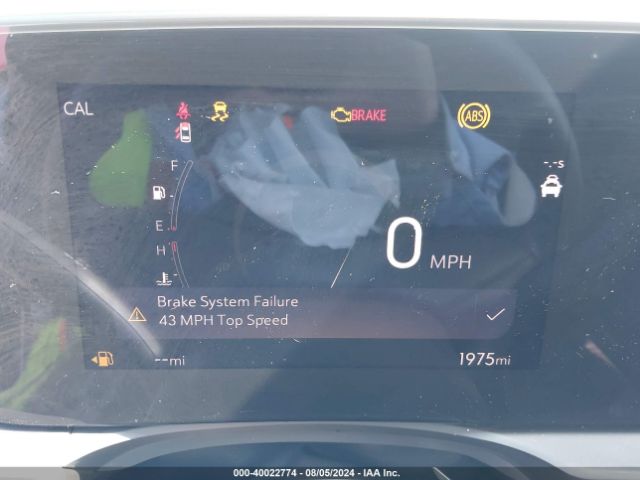 CAL
BRAKE
ABS
-.-s
F
E
H
0 MPH
Brake System Failure
43 MPH Top Speed
--mi
1975mi
000-40022774 - 08/05/2024 - IAA Inc.